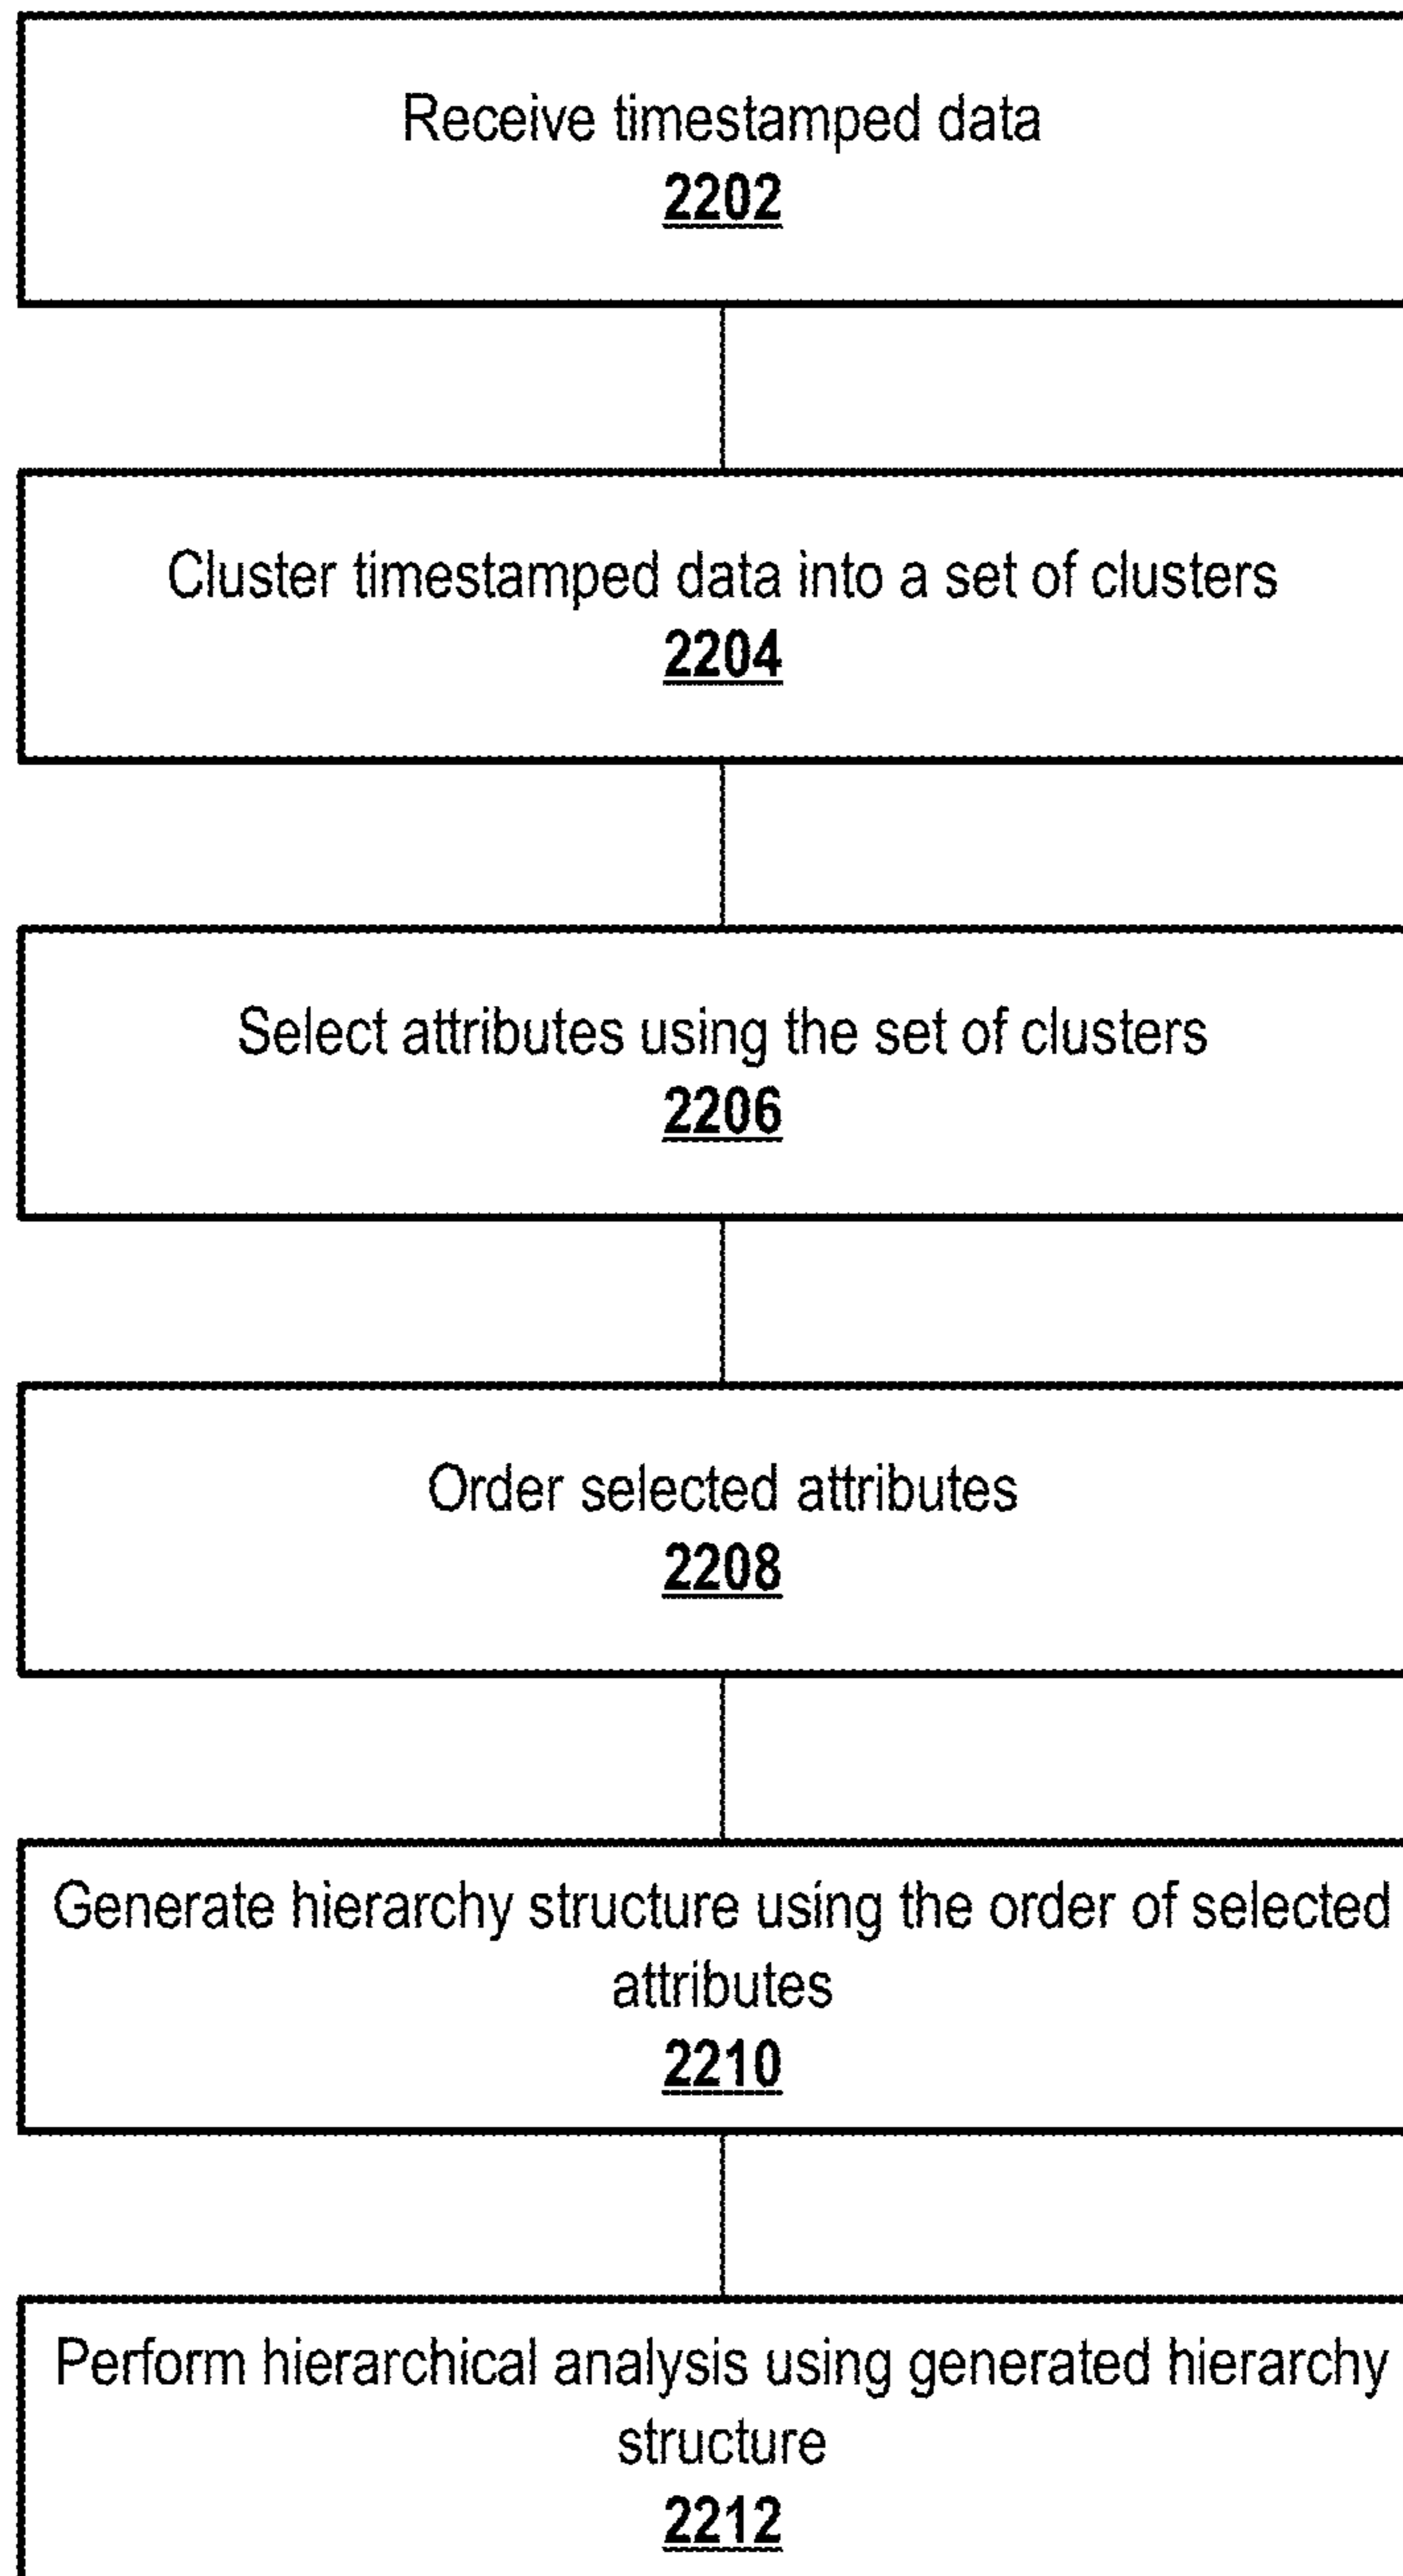 Receive timestamped data
2202
Cluster timestamped data into a set of clusters
2204
Select attributes using the set of clusters
2206
Order selected attributes
2208
Generate hierarchy structure using the order of selected
attributes
2210
Perform hierarchical analysis using generated hierarchy
structure
2212